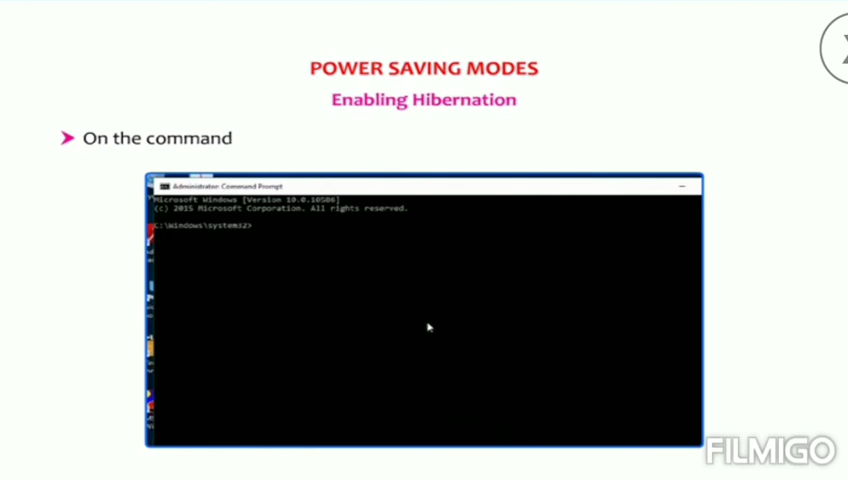 POWER SAVING MODES
Enabling Hibernation
On the command
Administrator: Command Prompt
Microsoft Windows [Version 10.0.10586]
(c) 2015 Microsoft Corporation. All rights reserved.
C:\Windows\system32>
FILMIGO